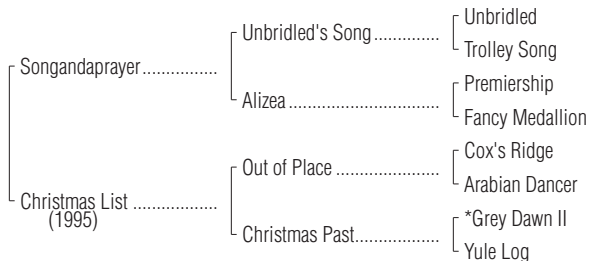 Unbridled
Unbridled's Song
Trolley Song
Songandaprayer
Premiership
Alizea
Fancy Medallion
Cox's Ridge
Out of Place
Arabian Dancer
Christmas List
(1995)
*Grey Dawn II
Christmas Past
Yule Log